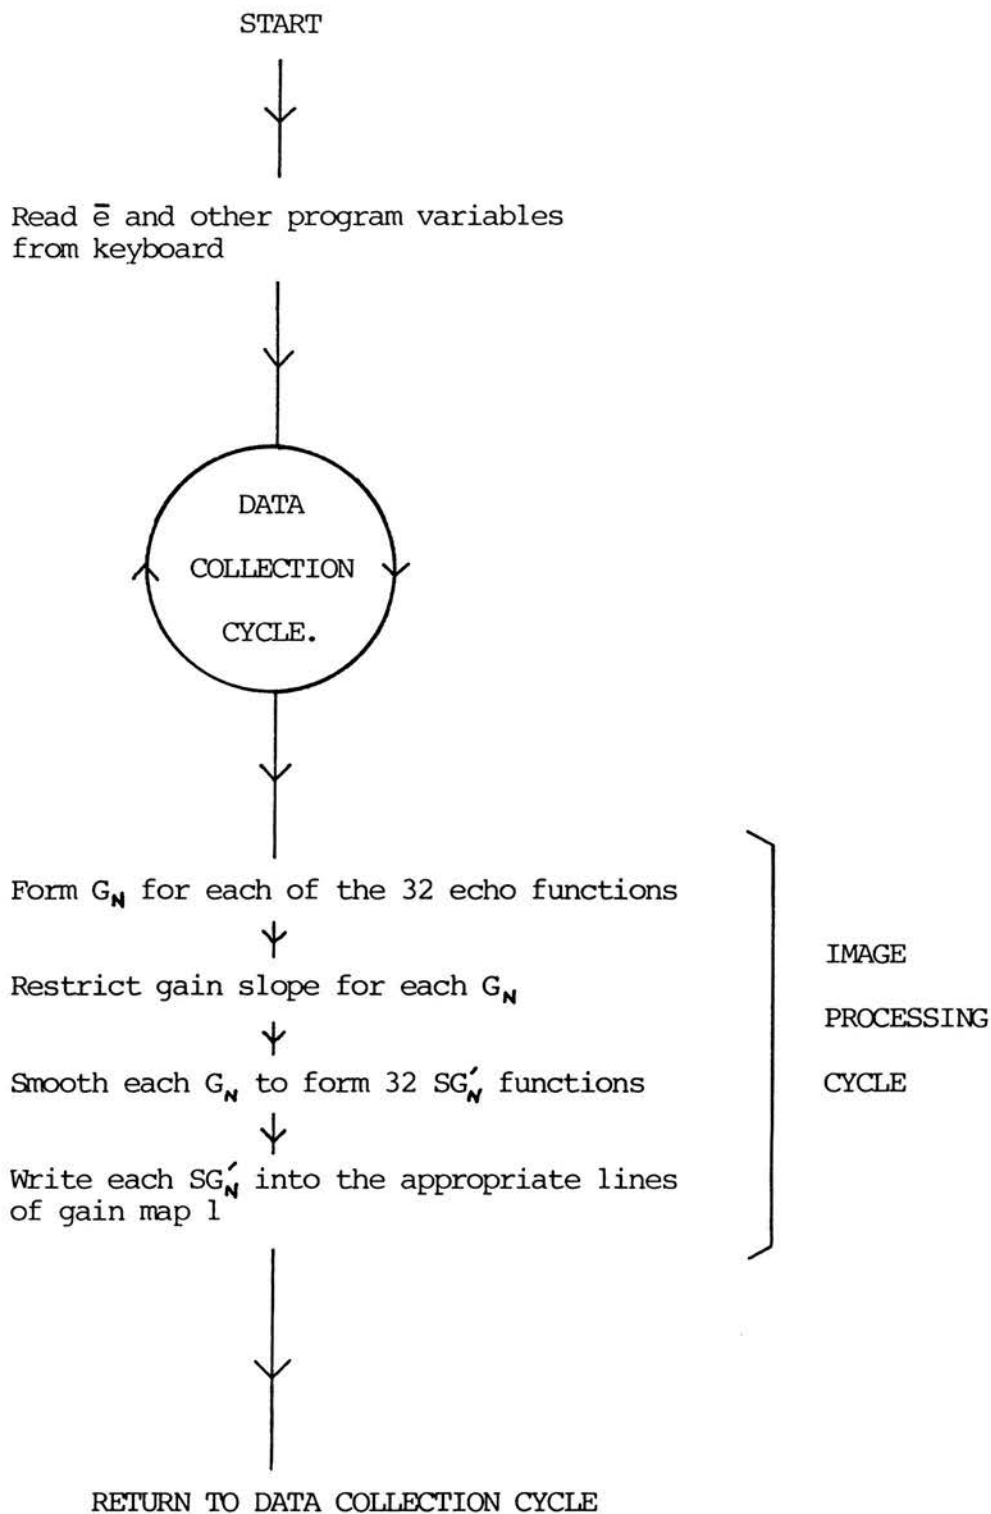 START
Read ē and other program variables
from keyboard
DATA
COLLECTION
CYCLE.
Form G_N for each of the 32 echo functions
Restrict gain slope for each G_N
Smooth each G_N to form 32 SG′_N functions
Write each SG′_N into the appropriate lines
of gain map 1
IMAGE
PROCESSING
CYCLE
RETURN TO DATA COLLECTION CYCLE